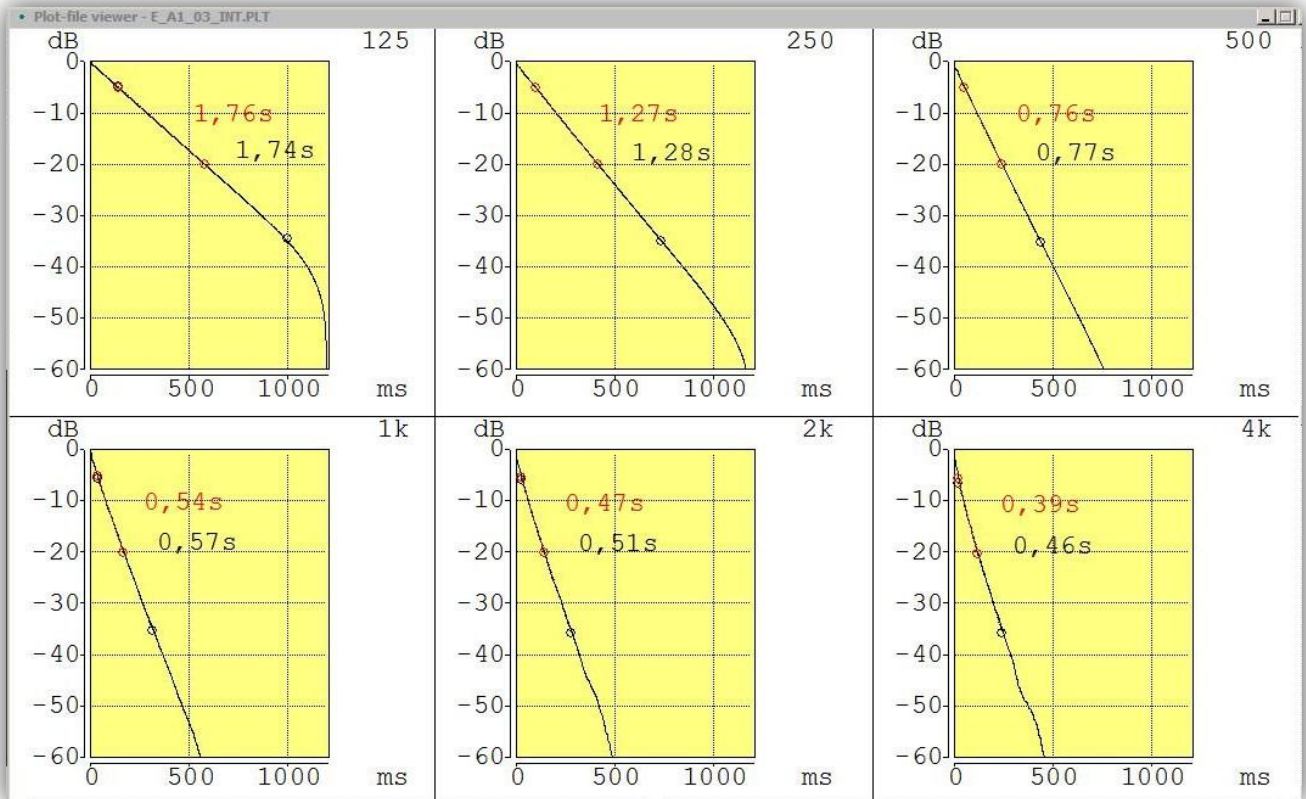 Plot-file viewer - E_A1_03_INT.PLT
dB 125
0
-10
-20
-30
-40
-50
-60
1,76s
1,74s
0 500 1000 ms
dB 250
0
-10
-20
-30
-40
-50
-60
1,27s
1,28s
0 500 1000 ms
dB 500
0
-10
-20
-30
-40
-50
-60
0,76s
0,77s
0 500 1000 ms
dB 1k
0
-10
-20
-30
-40
-50
-60
0,54s
0,57s
0 500 1000 ms
dB 2k
0
-10
-20
-30
-40
-50
-60
0,47s
0,51s
0 500 1000 ms
dB 4k
0
-10
-20
-30
-40
-50
-60
0,39s
0,46s
0 500 1000 ms